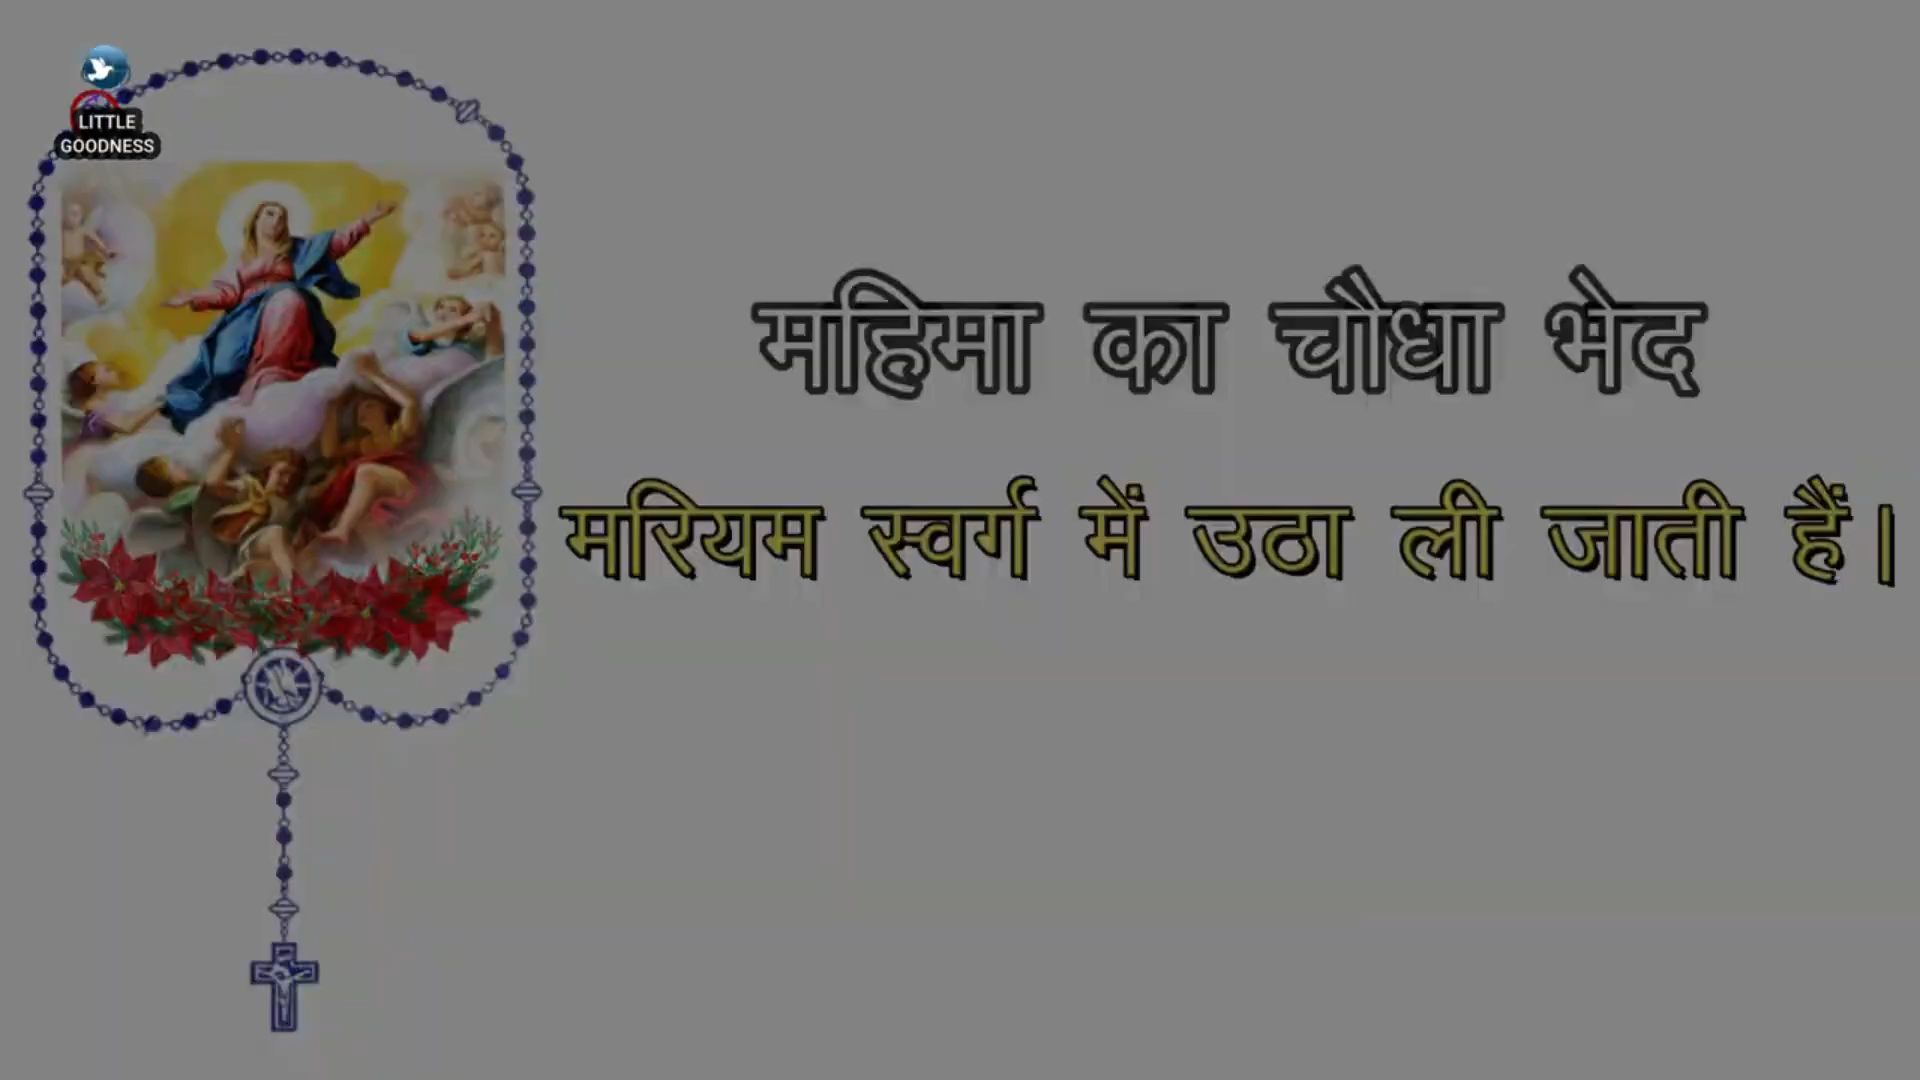 LITTLE
GOODNESS
महिमा का चौधा भेद
मरियम स्वर्ग में उठा ली जाती हैं।